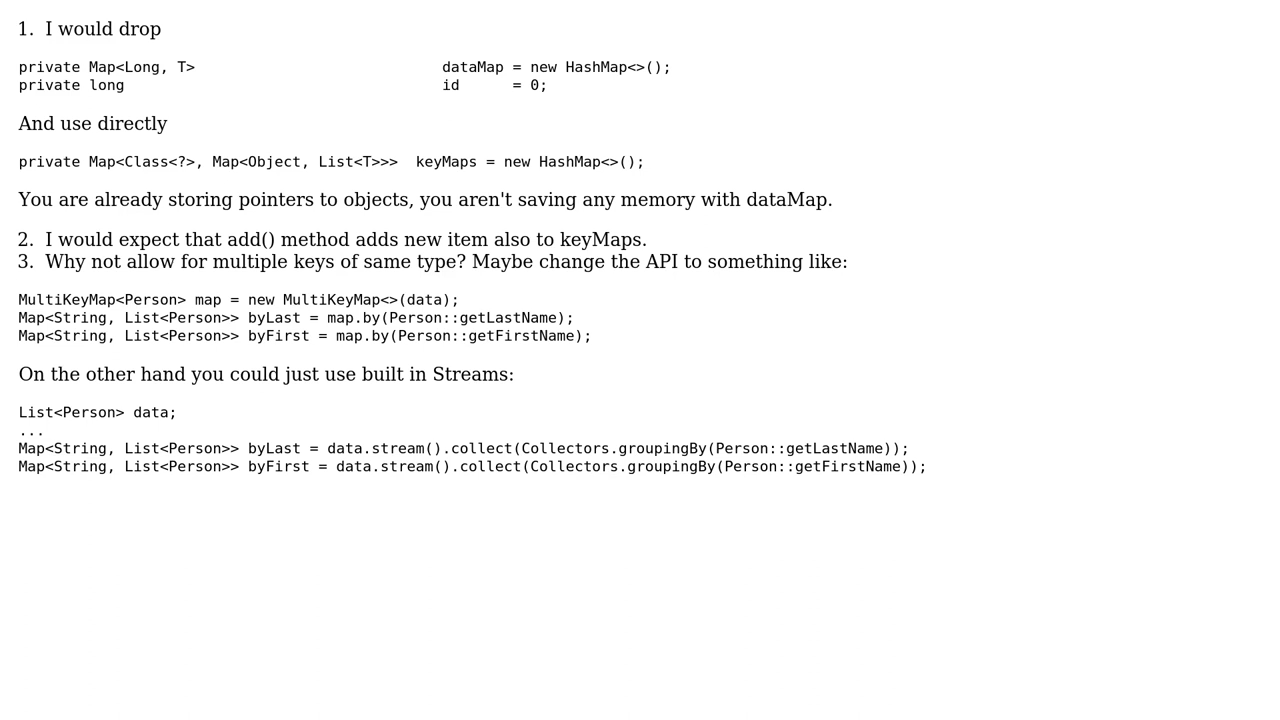 1.  I would drop
private Map<Long, T>                            dataMap = new HashMap<>();
private long                                    id      = 0;
And use directly
private Map<Class<?>, Map<Object, List<T>>>  keyMaps = new HashMap<>();
You are already storing pointers to objects, you aren't saving any memory with dataMap.
2.  I would expect that add() method adds new item also to keyMaps.
3.  Why not allow for multiple keys of same type? Maybe change the API to something like:
MultiKeyMap<Person> map = new MultiKeyMap<>(data);
Map<String, List<Person>> byLast = map.by(Person::getLastName);
Map<String, List<Person>> byFirst = map.by(Person::getFirstName);
On the other hand you could just use built in Streams:
List<Person> data;
...
Map<String, List<Person>> byLast = data.stream().collect(Collectors.groupingBy(Person::getLastName));
Map<String, List<Person>> byFirst = data.stream().collect(Collectors.groupingBy(Person::getFirstName));